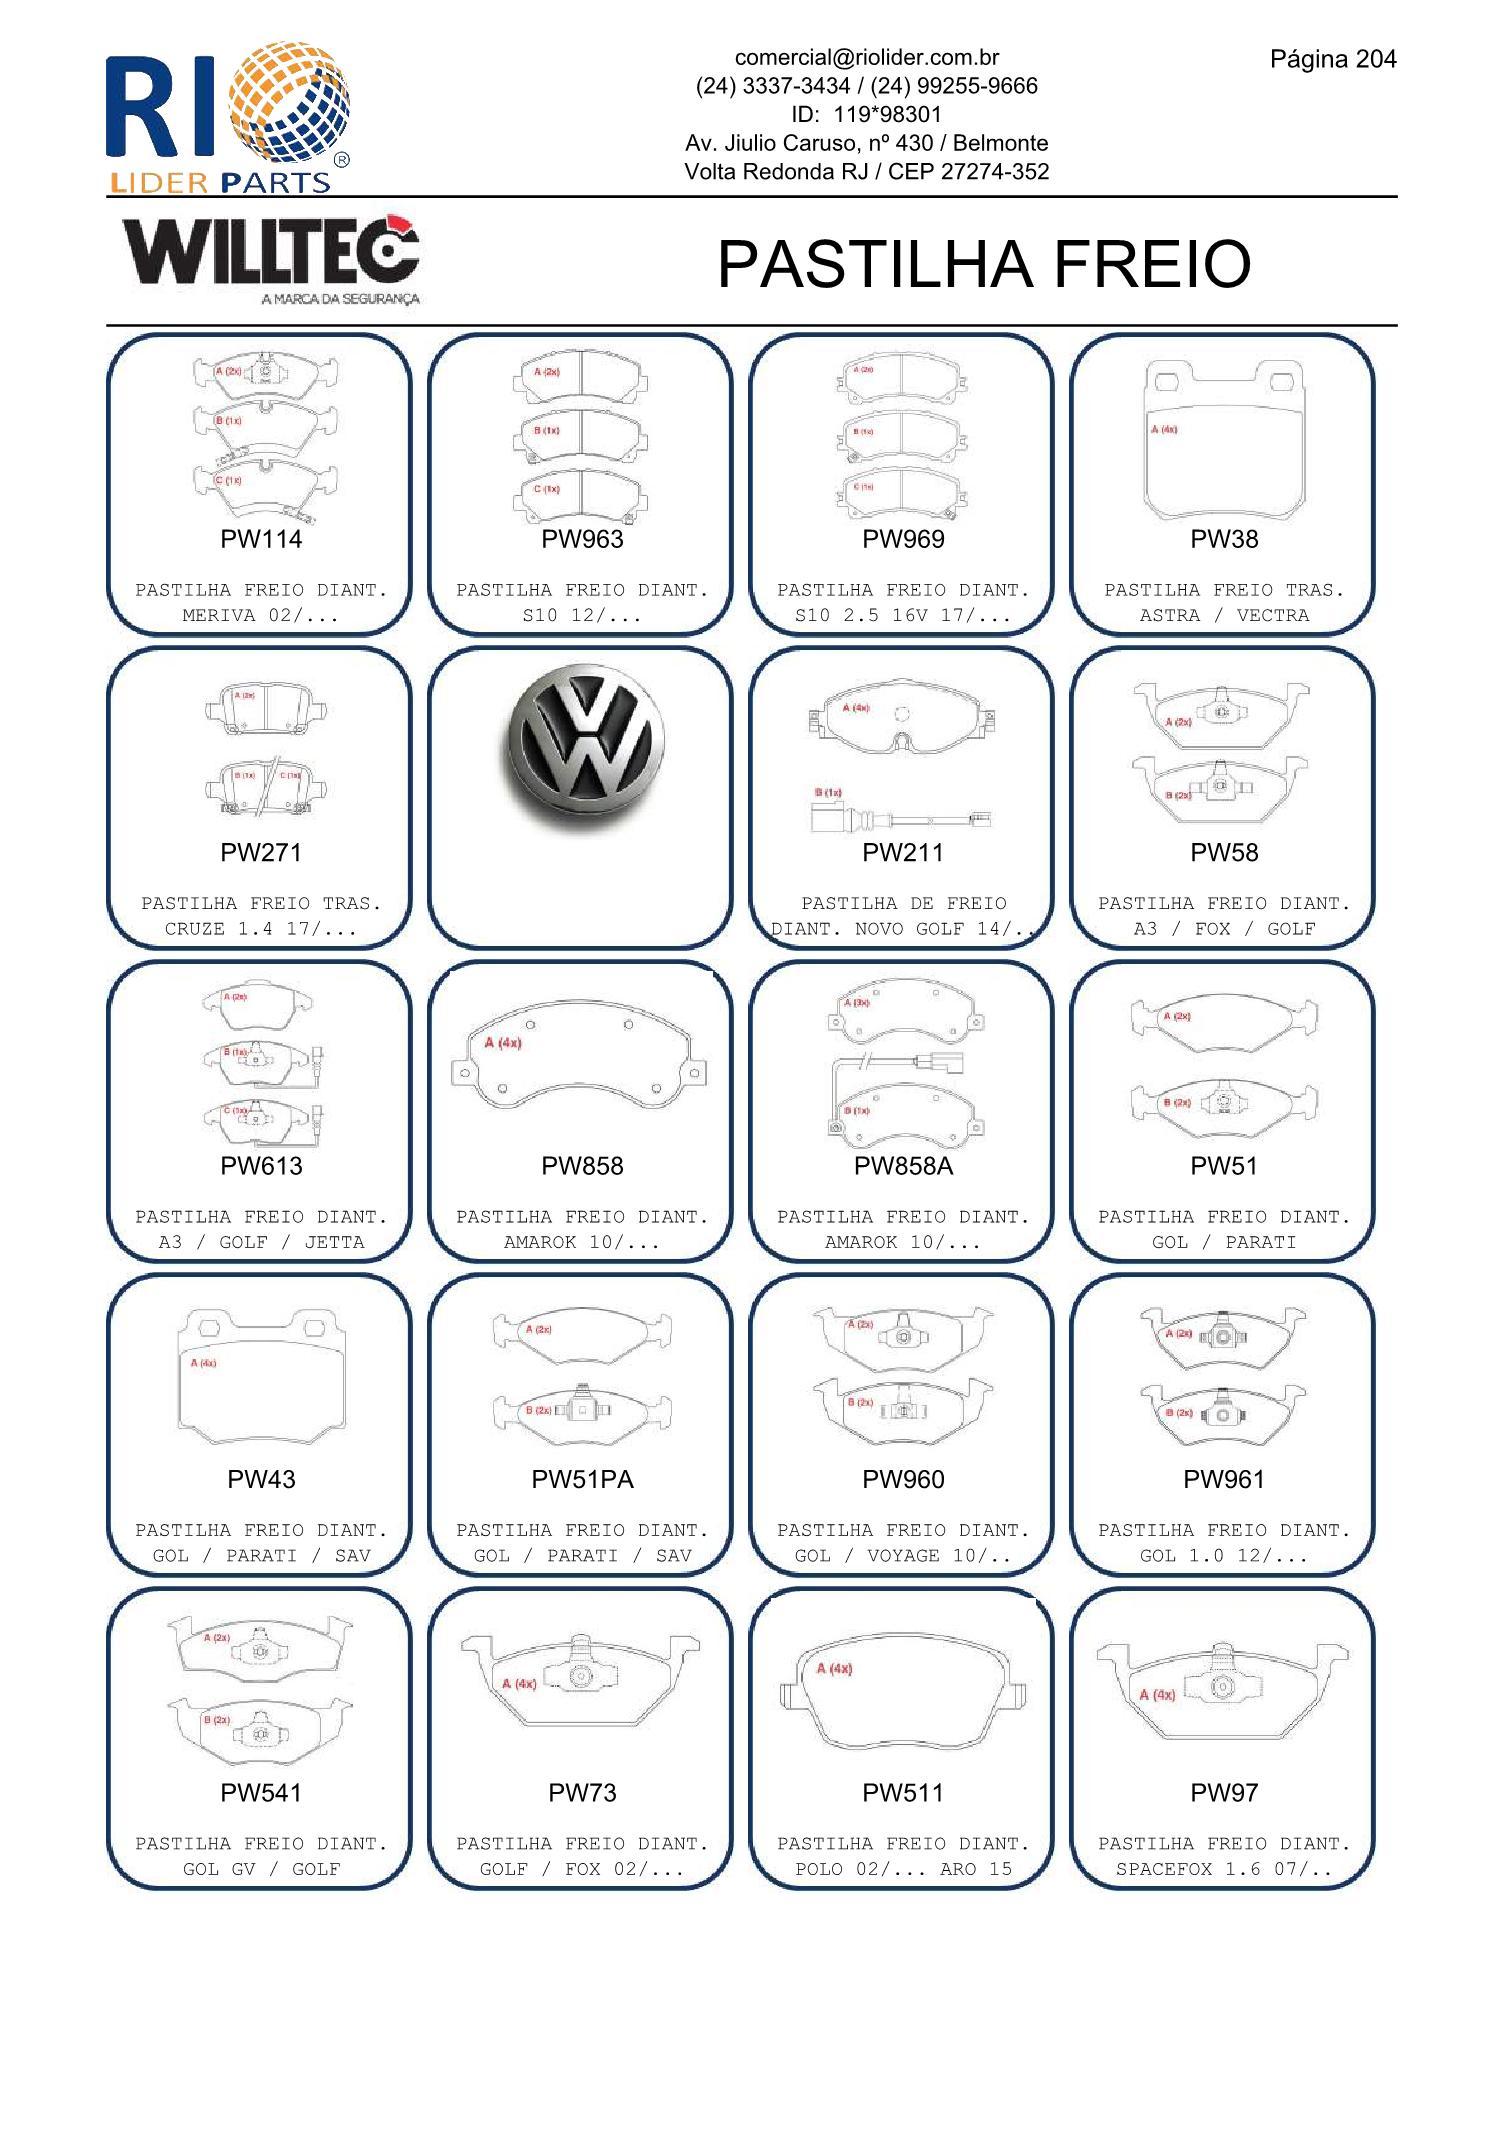 RIO
LIDER PARTS
®
comercial@riolider.com.br
(24) 3337-3434 / (24) 99255-9666
ID: 119*98301
Av. Jiulio Caruso, nº 430 / Belmonte
Volta Redonda RJ / CEP 27274-352
Página 204
WILLTEC
A MARCA DA SEGURANÇA
PASTILHA FREIO
A (2x)
B (1x)
C (1x)
PW114
PASTILHA FREIO DIANT.
MERIVA 02/...
A (2x)
B (1x)
C (1x)
PW963
PASTILHA FREIO DIANT.
S10 12/...
A (2x)
B (1x)
C (1x)
PW969
PASTILHA FREIO DIANT.
S10 2.5 16V 17/...
A (4x)
PW38
PASTILHA FREIO TRAS.
ASTRA / VECTRA
A (2x)
B (1x) C (1x)
PW271
PASTILHA FREIO TRAS.
CRUZE 1.4 17/...
A (4x)
B (1x)
PW211
PASTILHA DE FREIO
DIANT. NOVO GOLF 14/..
A (2x)
B (2x)
PW58
PASTILHA FREIO DIANT.
A3 / FOX / GOLF
A (2x)
B (1x)
C (1x)
PW613
PASTILHA FREIO DIANT.
A3 / GOLF / JETTA
A (4x)
PW858
PASTILHA FREIO DIANT.
AMAROK 10/...
A (3x)
B (1x)
PW858A
PASTILHA FREIO DIANT.
AMAROK 10/...
A (2x)
B (2x)
PW51
PASTILHA FREIO DIANT.
GOL / PARATI
A (4x)
PW43
PASTILHA FREIO DIANT.
GOL / PARATI / SAV
A (2x)
B (2x)
PW51PA
PASTILHA FREIO DIANT.
GOL / PARATI / SAV
A (2x)
B (2x)
PW960
PASTILHA FREIO DIANT.
GOL / VOYAGE 10/..
A (2x)
B (2x)
PW961
PASTILHA FREIO DIANT.
GOL 1.0 12/...
A (2x)
B (2x)
PW541
PASTILHA FREIO DIANT.
GOL GV / GOLF
A (4x)
PW73
PASTILHA FREIO DIANT.
GOLF / FOX 02/...
A (4x)
PW511
PASTILHA FREIO DIANT.
POLO 02/... ARO 15
A (4x)
PW97
PASTILHA FREIO DIANT.
SPACEFOX 1.6 07/..